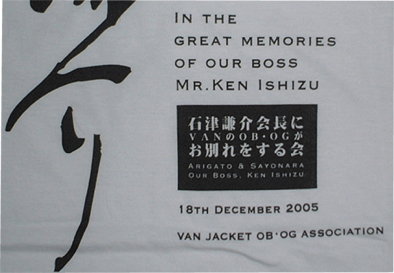 IN THE
GREAT MEMORIES
OF OUR BOSS
MR.KEN ISHIZU
石津謙介会長に
VANのOB・OGが
お別れをする会
ARIGATO & SAYONARA
OUR BOSS, KEN ISHIZU
18TH DECEMBER 2005
VAN JACKET OB·OG ASSOCIATION